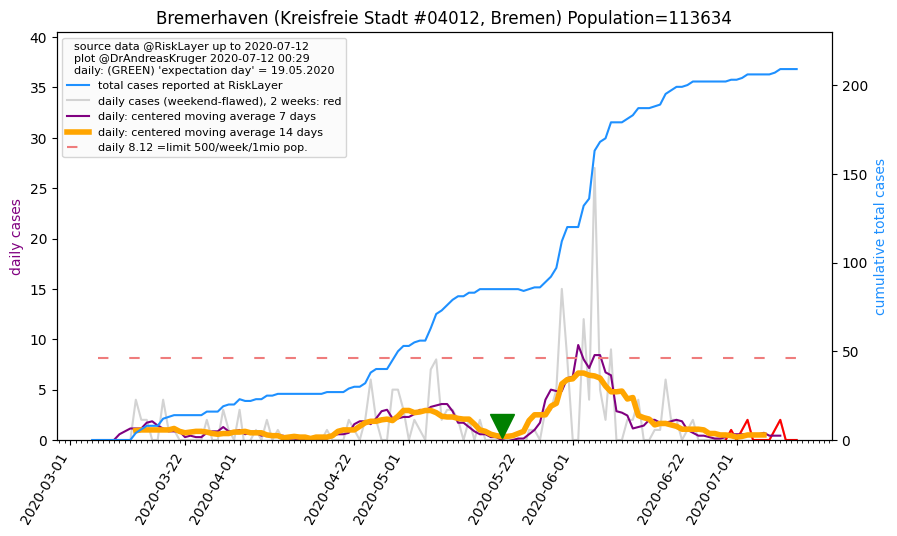 Bremerhaven (Kreisfreie Stadt #04012, Bremen) Population=113634
source data @RiskLayer up to 2020-07-12
plot @DrAndreasKruger 2020-07-12 00:29
daily: (GREEN) 'expectation day' = 19.05.2020
total cases reported at RiskLayer
daily cases (weekend-flawed), 2 weeks: red
daily: centered moving average 7 days
daily: centered moving average 14 days
daily 8.12 =limit 500/week/1mio pop.
daily cases
40
35
30
25
20
15
10
5
0
cumulative total cases
200
150
100
50
0
2020-03-01
2020-03-22
2020-04-01
2020-04-22
2020-05-01
2020-05-22
2020-06-01
2020-06-22
2020-07-01